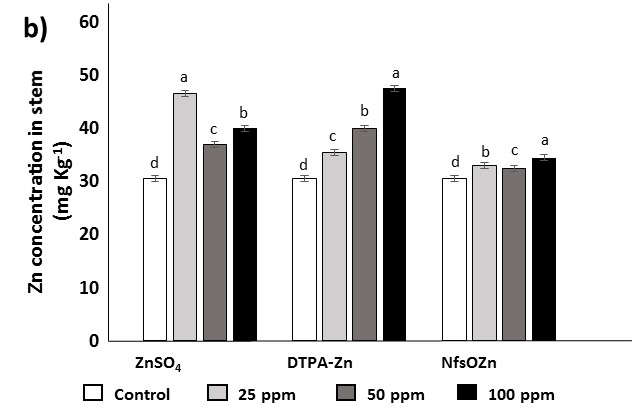 b)
Zn concentration in stem
(mg Kg⁻¹)
60
50
40
30
20
10
0
d
a
c
b
d
c
b
a
d
b
c
a
ZnSO₄
DTPA-Zn
NfsOZn
Control
25 ppm
50 ppm
100 ppm